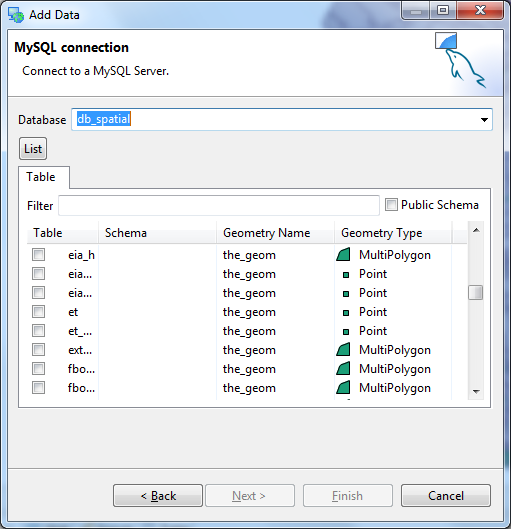 Add Data
MySQL connection
Connect to a MySQL Server.
Database db_spatial
List
Table
Filter Public Schema
Table Schema Geometry Name Geometry Type
eia_h the_geom MultiPolygon
eia... the_geom Point
eia... the_geom Point
et the_geom Point
et_... the_geom Point
ext... the_geom MultiPolygon
fbo... the_geom MultiPolygon
fbo... the_geom MultiPolygon
< Back Next > Finish Cancel